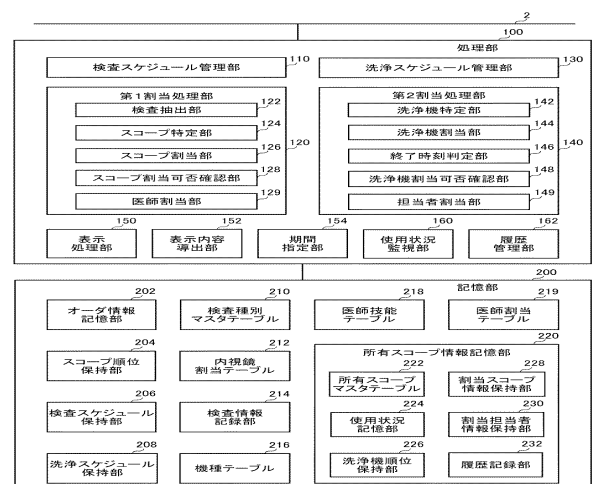 2
100
処理部
110
検査スケジュール管理部
130
洗浄スケジュール管理部
第1割当処理部
122
検査抽出部
124
スコープ特定部
126
スコープ割当部
128
スコープ割当可否確認部
129
医師割当部
120
第2割当処理部
142
洗浄機特定部
144
洗浄機割当部
146
終了時刻判定部
148
洗浄機割当可否確認部
149
担当者割当部
140
150
表示
処理部
152
表示内容
導出部
154
期間
指定部
160
使用状況
監視部
162
履歴
管理部
200
記憶部
202
オーダ情報
記憶部
210
検査種別
マスタテーブル
218
医師技能
テーブル
219
医師割当
テーブル
204
スコープ順位
保持部
212
内視鏡
割当テーブル
206
検査スケジュール
保持部
214
検査情報
記録部
208
洗浄スケジュール
保持部
216
機種テーブル
220
所有スコープ情報記憶部
222
所有スコープ
マスタテーブル
228
割当スコープ
情報保持部
224
使用状況
記憶部
230
割当担当者
情報保持部
226
洗浄機順位
保持部
232
履歴記録部